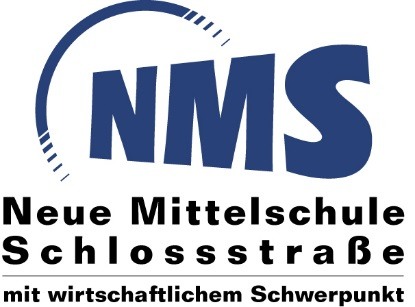 NMS
Neue Mittelschule
Schlossstraße
mit wirtschaftlichem Schwerpunkt